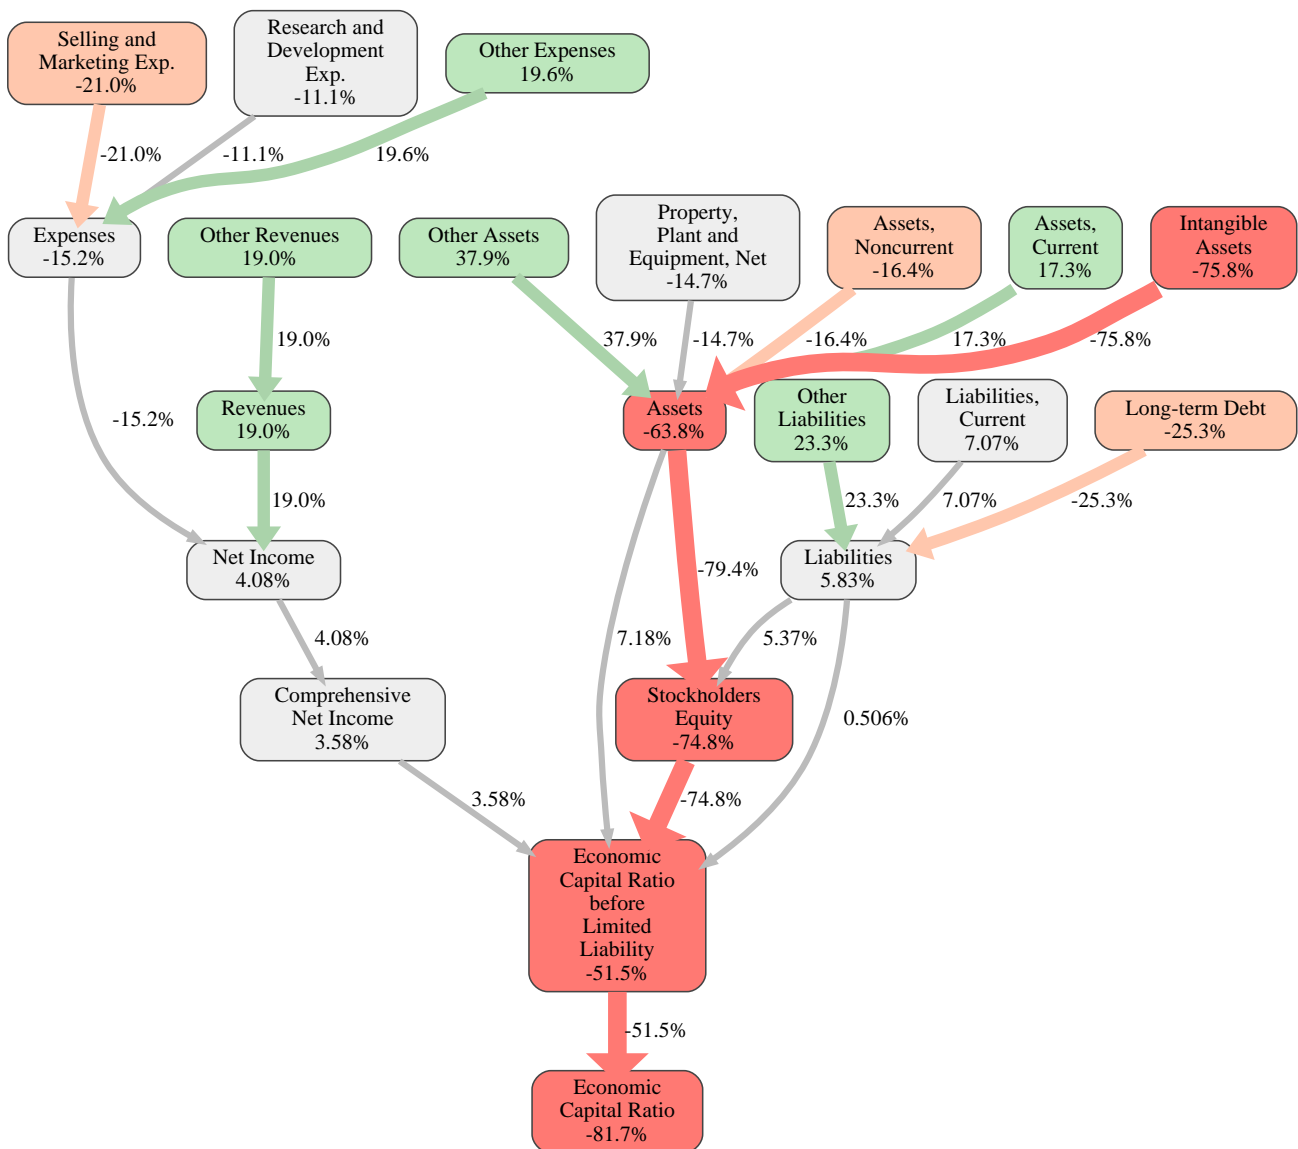 Selling and
Marketing Exp.
-21.0%
Research and
Development
Exp.
-11.1%
Other Expenses
19.6%
-21.0%
-11.1%
19.6%
Expenses
-15.2%
Other Revenues
19.0%
Other Assets
37.9%
Property,
Plant and
Equipment, Net
-14.7%
Assets,
Noncurrent
-16.4%
Assets,
Current
17.3%
Intangible
Assets
-75.8%
19.0%
37.9%
-14.7%
-16.4%
17.3%
-75.8%
-15.2%
Revenues
19.0%
Assets
-63.8%
Other
Liabilities
23.3%
Liabilities,
Current
7.07%
Long-term Debt
-25.3%
19.0%
23.3%
7.07%
-25.3%
Net Income
4.08%
-79.4%
Liabilities
5.83%
4.08%
7.18%
5.37%
Comprehensive
Net Income
3.58%
Stockholders
Equity
-74.8%
0.506%
3.58%
-74.8%
Economic
Capital Ratio
before
Limited
Liability
-51.5%
-51.5%
Economic
Capital Ratio
-81.7%